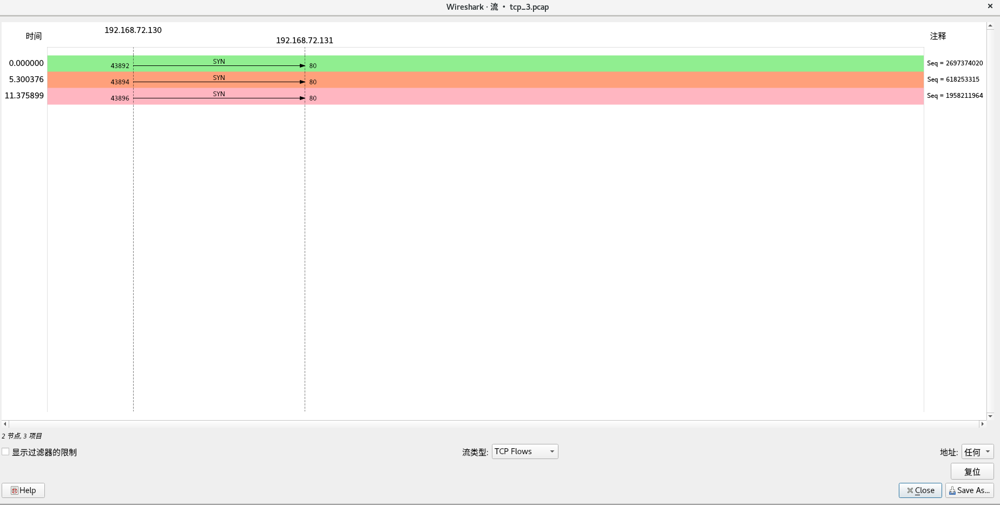 Wireshark · 流 · tcp_3.pcap
192.168.72.130
时间
192.168.72.131
注释
0.000000 43892 SYN 80 Seq = 2697374020
5.300376 43894 SYN 80 Seq = 618253315
11.375899 43896 SYN 80 Seq = 1958211964
2 节点, 3 项目
显示过滤器的限制 流类型: TCP Flows 地址: 任何
复位
Help Close Save As...